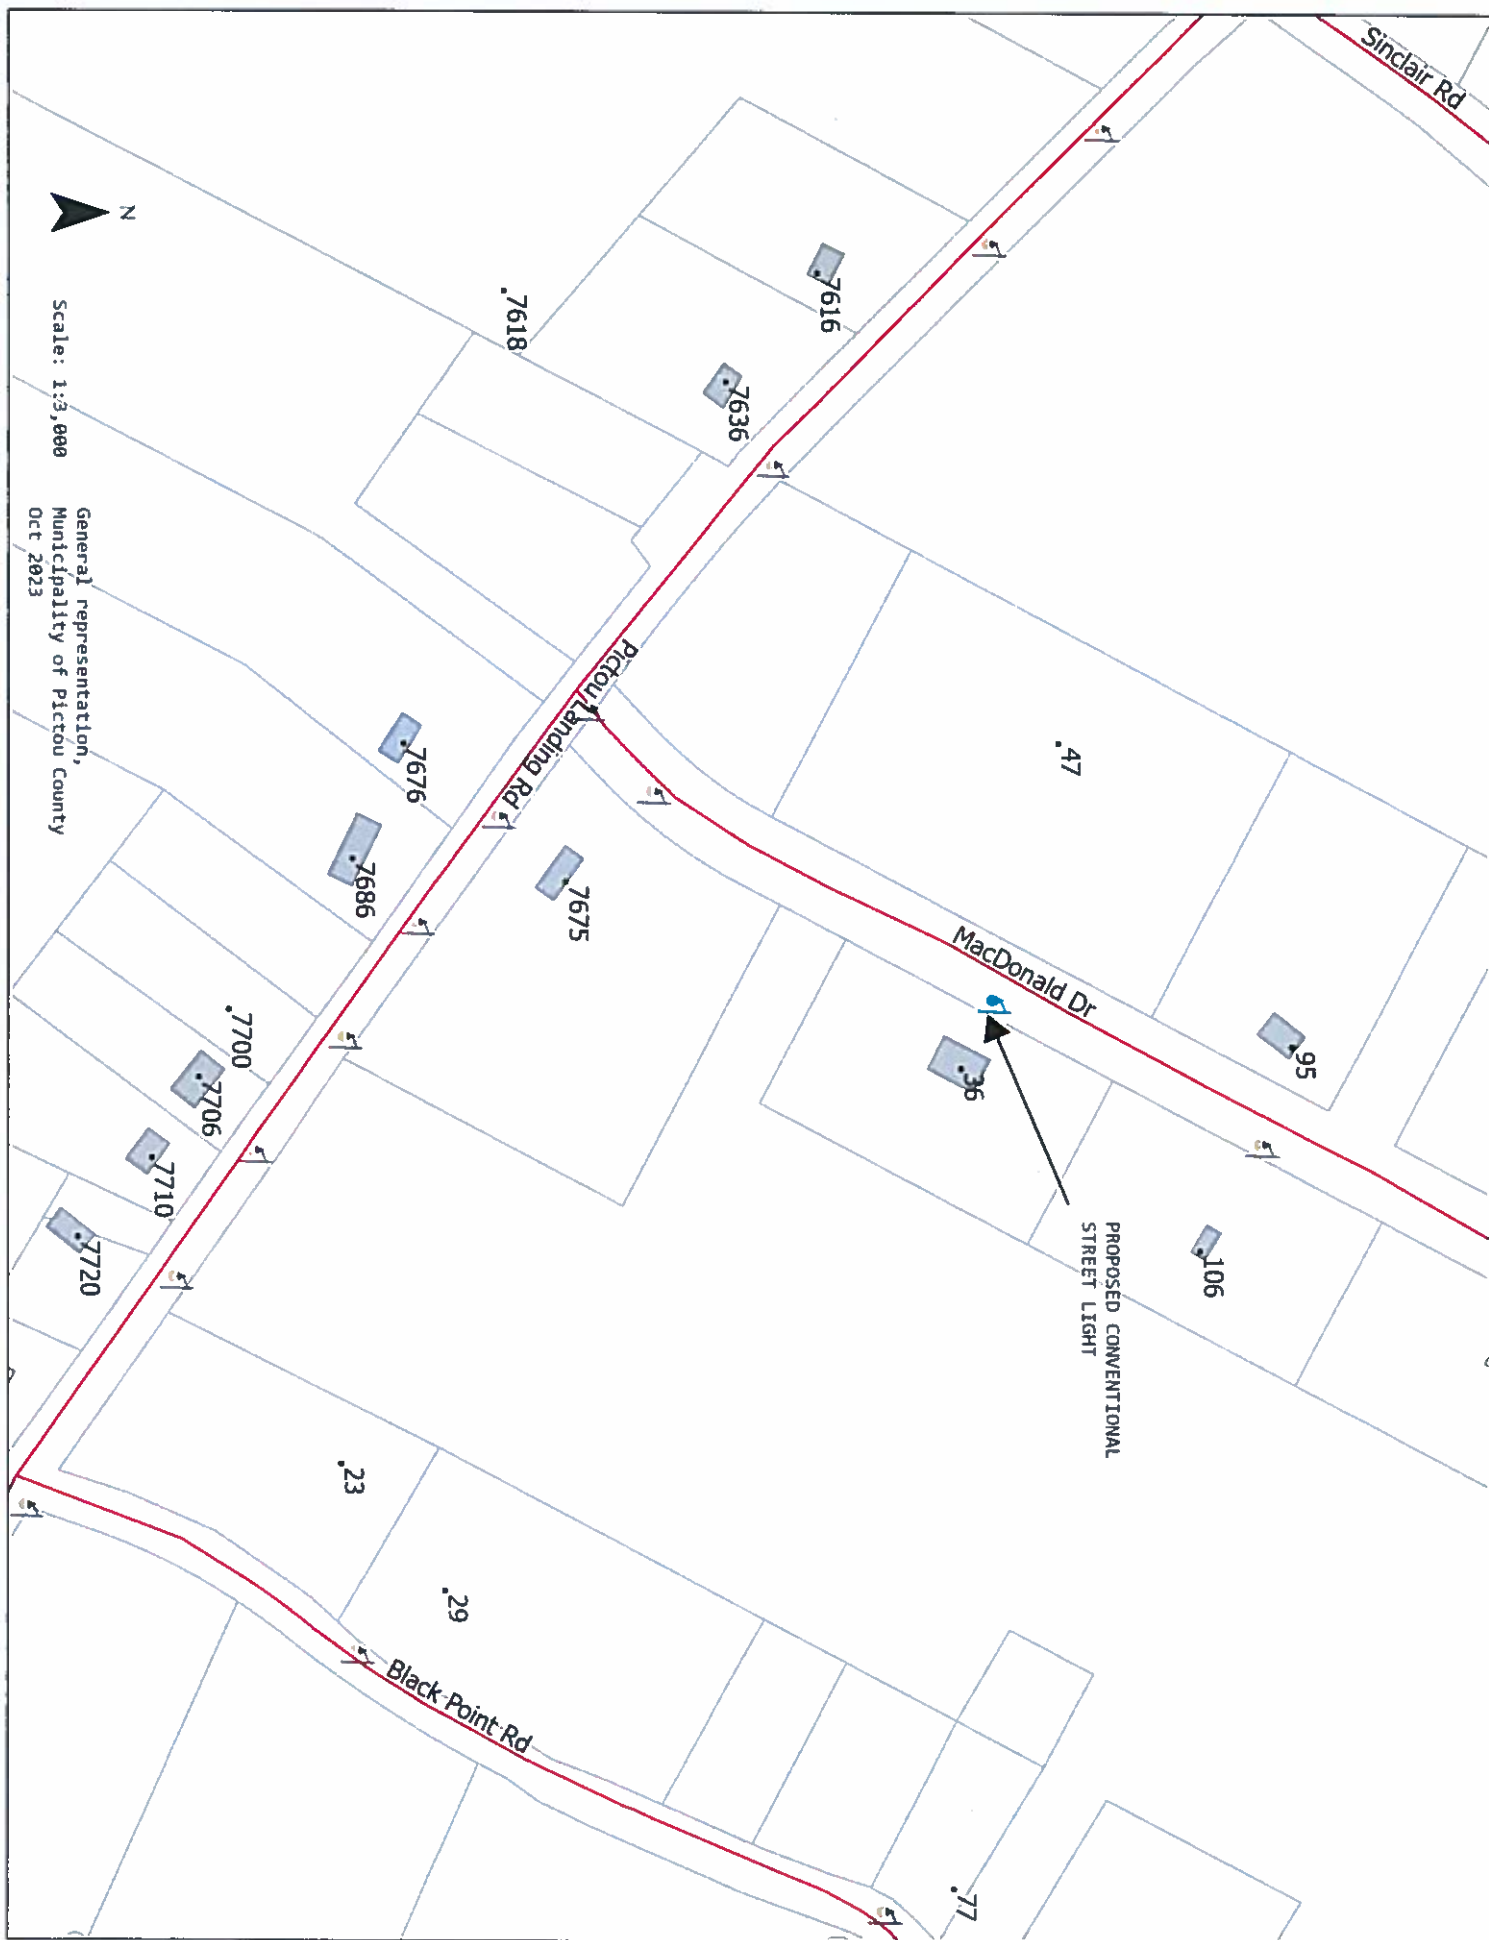 Sinclair Rd
7616
7636
.7618
Pictou Landing Rd
.47
MacDonald Dr
95
36
106
PROPOSED CONVENTIONAL
STREET LIGHT
7676
7686
7675
.7700
7706
7710
7720
.23
.29
Black Point Rd
.77
N
Scale: 1:3,000
General representation,
Municipality of Pictou County
Oct 2023